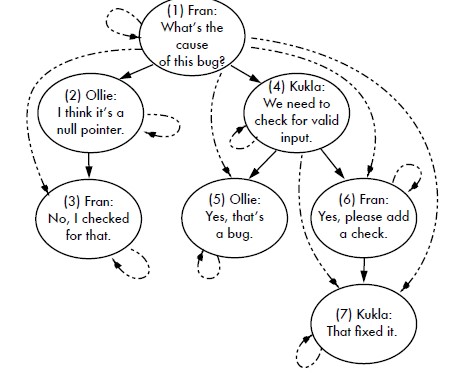 (1) Fran:
What's the
cause
of this bug?
(2) Ollie:
I think it's a
null pointer.
(4) Kukla:
We need to
check for valid
input.
(3) Fran:
No, I checked
for that.
(5) Ollie:
Yes, that's
a bug.
(6) Fran:
Yes, please add
a check.
(7) Kukla:
That fixed it.